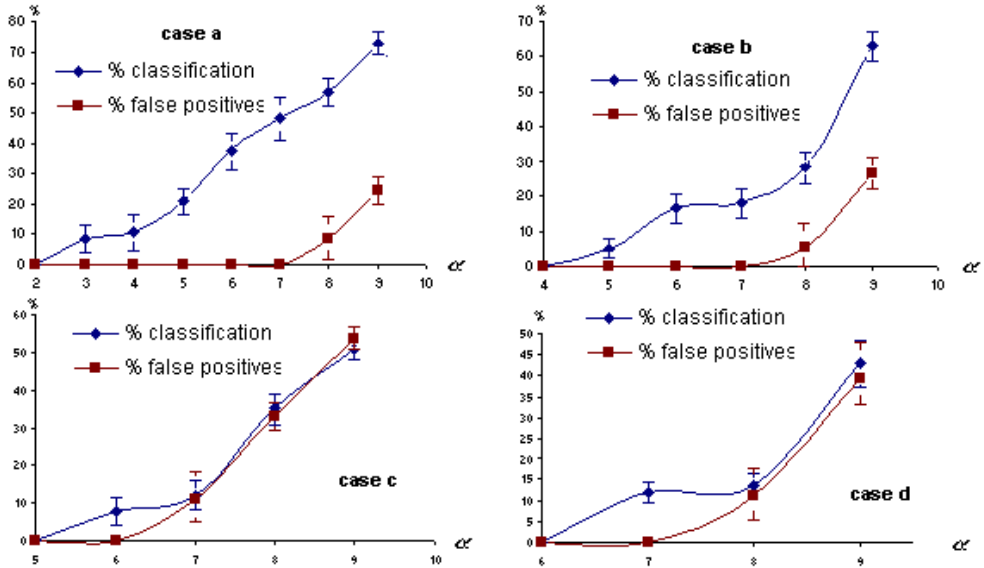 %
80
70
60
50
40
30
20
10
0
case a
% classification
% false positives
2 3 4 5 6 7 8 9 10
α
%
70
60
50
40
30
20
10
0
case b
% classification
% false positives
4 5 6 7 8 9 10
α
%
60
50
40
30
20
10
0
% classification
% false positives
case c
5 6 7 8 9 10
α
%
50
45
40
35
30
25
20
15
10
5
0
% classification
% false positives
case d
6 7 8 9
α